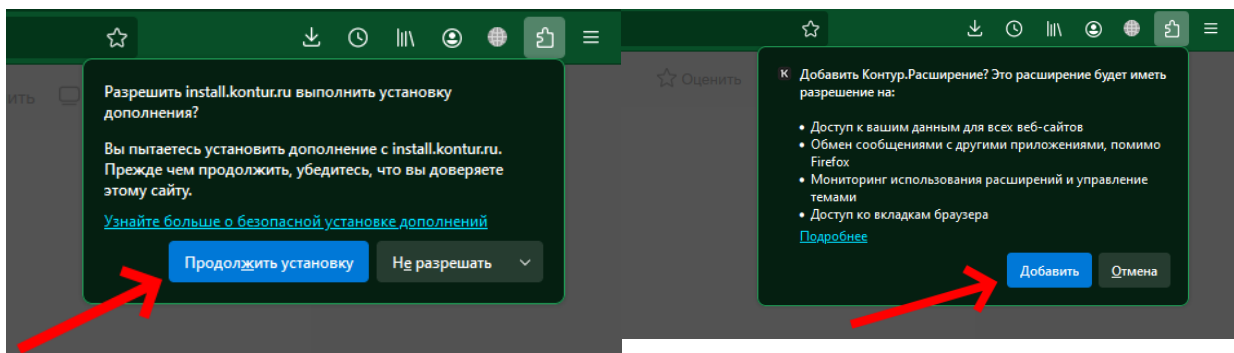 Разрешить install.kontur.ru выполнить установку
дополнения?
Вы пытаетесь установить дополнение с install.kontur.ru.
Прежде чем продолжить, убедитесь, что вы доверяете
этому сайту.
Узнайте больше о безопасной установке дополнений
Продолжить установку
Не разрешать
ить
Оценить
K Добавить Контур.Расширение? Это расширение будет иметь
разрешение на:
• Доступ к вашим данным для всех веб-сайтов
• Обмен сообщениями с другими приложениями, помимо
Firefox
• Мониторинг использования расширений и управление
темами
• Доступ ко вкладкам браузера
Подробнее
Добавить
Отмена